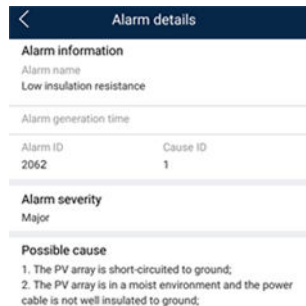 Alarm details
Alarm information
Alarm name
Low insulation resistance
Alarm generation time
Alarm ID Cause ID
2062 1
Alarm severity
Major
Possible cause
1. The PV array is short-circuited to ground;
2. The PV array is in a moist environment and the power
cable is not well insulated to ground;